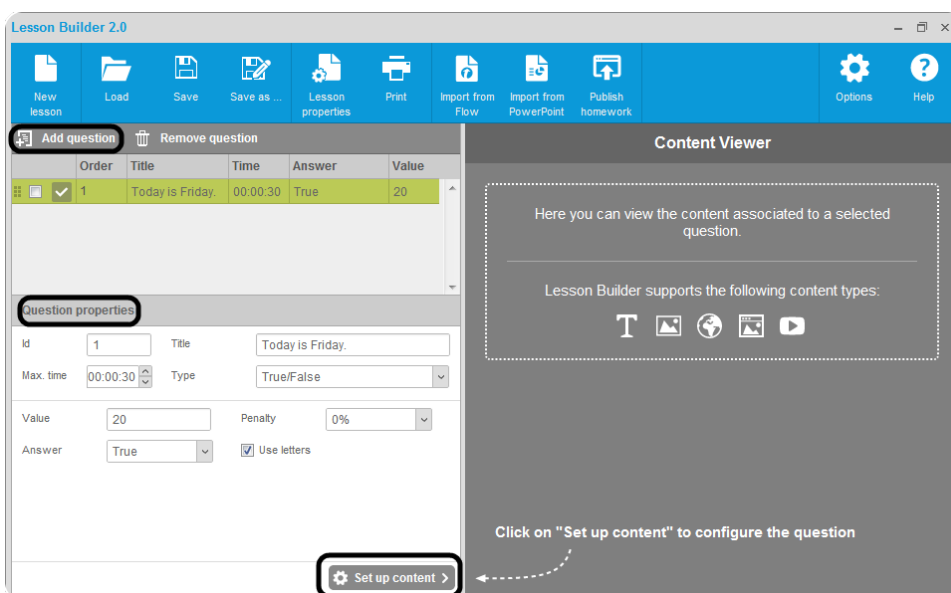 Lesson Builder 2.0
New lesson
Load
Save
Save as ...
Lesson properties
Print
Import from Flow
Import from PowerPoint
Publish homework
Options
Help
Add question
Remove question
Content Viewer
Order Title Time Answer Value
1 Today is Friday. 00:00:30 True 20
Here you can view the content associated to a selected
question.
Lesson Builder supports the following content types:
Question properties
Id 1 Title Today is Friday.
Max. time 00:00:30 Type True/False
Value 20 Penalty 0%
Answer True Use letters
Click on "Set up content" to configure the question
Set up content